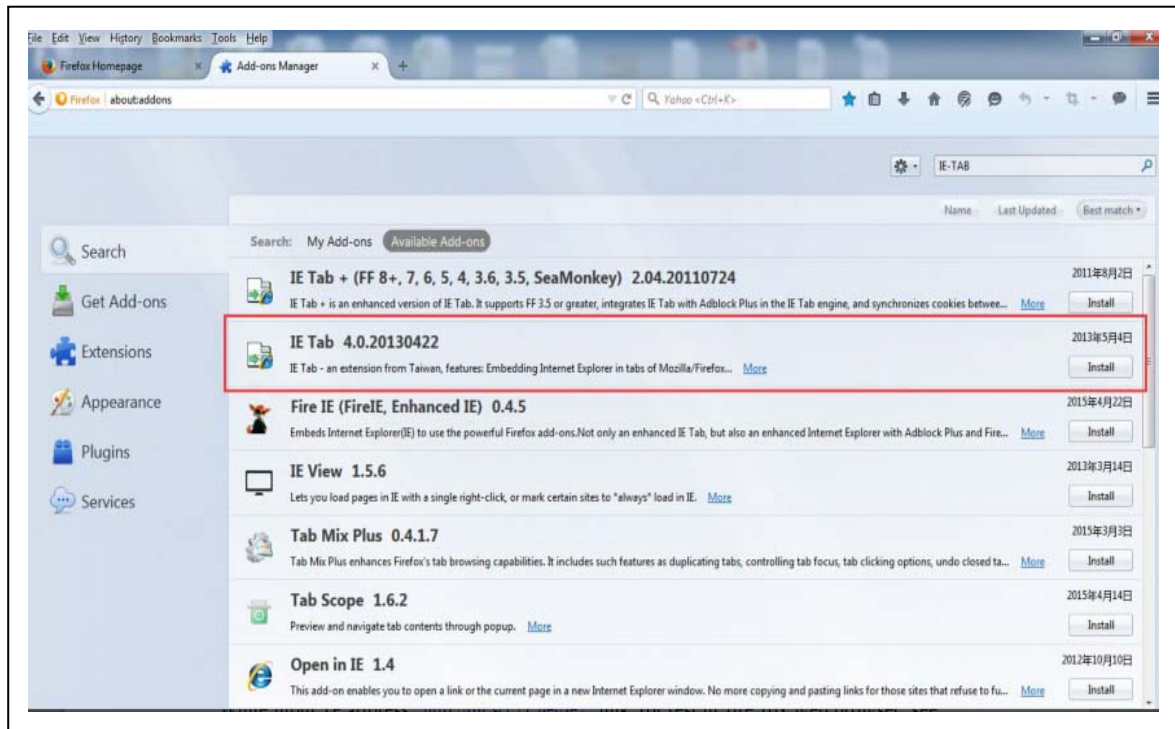 File Edit View History Bookmarks Tools Help
Firefox Homepage × Add-ons Manager × +
Firefox about:addons Yahoo <Ctrl+K>
IE-TAB
Name Last Updated Best match
Search
Get Add-ons
Extensions
Appearance
Plugins
Services
Search: My Add-ons Available Add-ons
IE Tab + (FF 8+, 7, 6, 5, 4, 3.6, 3.5, SeaMonkey) 2.04.20110724 2011年8月2日
IE Tab + is an enhanced version of IE Tab. It supports FF 3.5 or greater, integrates IE Tab with Adblock Plus in the IE Tab engine, and synchronizes cookies betwee... More Install
IE Tab 4.0.20130422 2013年5月4日
IE Tab - an extension from Taiwan, features: Embedding Internet Explorer in tabs of Mozilla/Firefox... More Install
Fire IE (FireIE, Enhanced IE) 0.4.5 2015年4月22日
Embeds Internet Explorer(IE) to use the powerful Firefox add-ons.Not only an enhanced IE Tab, but also an enhanced Internet Explorer with Adblock Plus and Fire... More Install
IE View 1.5.6 2013年3月14日
Lets you load pages in IE with a single right-click, or mark certain sites to "always" load in IE. More Install
Tab Mix Plus 0.4.1.7 2015年3月3日
Tab Mix Plus enhances Firefox's tab browsing capabilities. It includes such features as duplicating tabs, controlling tab focus, tab clicking options, undo closed ta... More Install
Tab Scope 1.6.2 2015年4月14日
Preview and navigate tab contents through popup. More Install
Open in IE 1.4 2012年10月10日
This add-on enables you to open a link or the current page in a new Internet Explorer window. No more copying and pasting links for those sites that refuse to fu... More Install